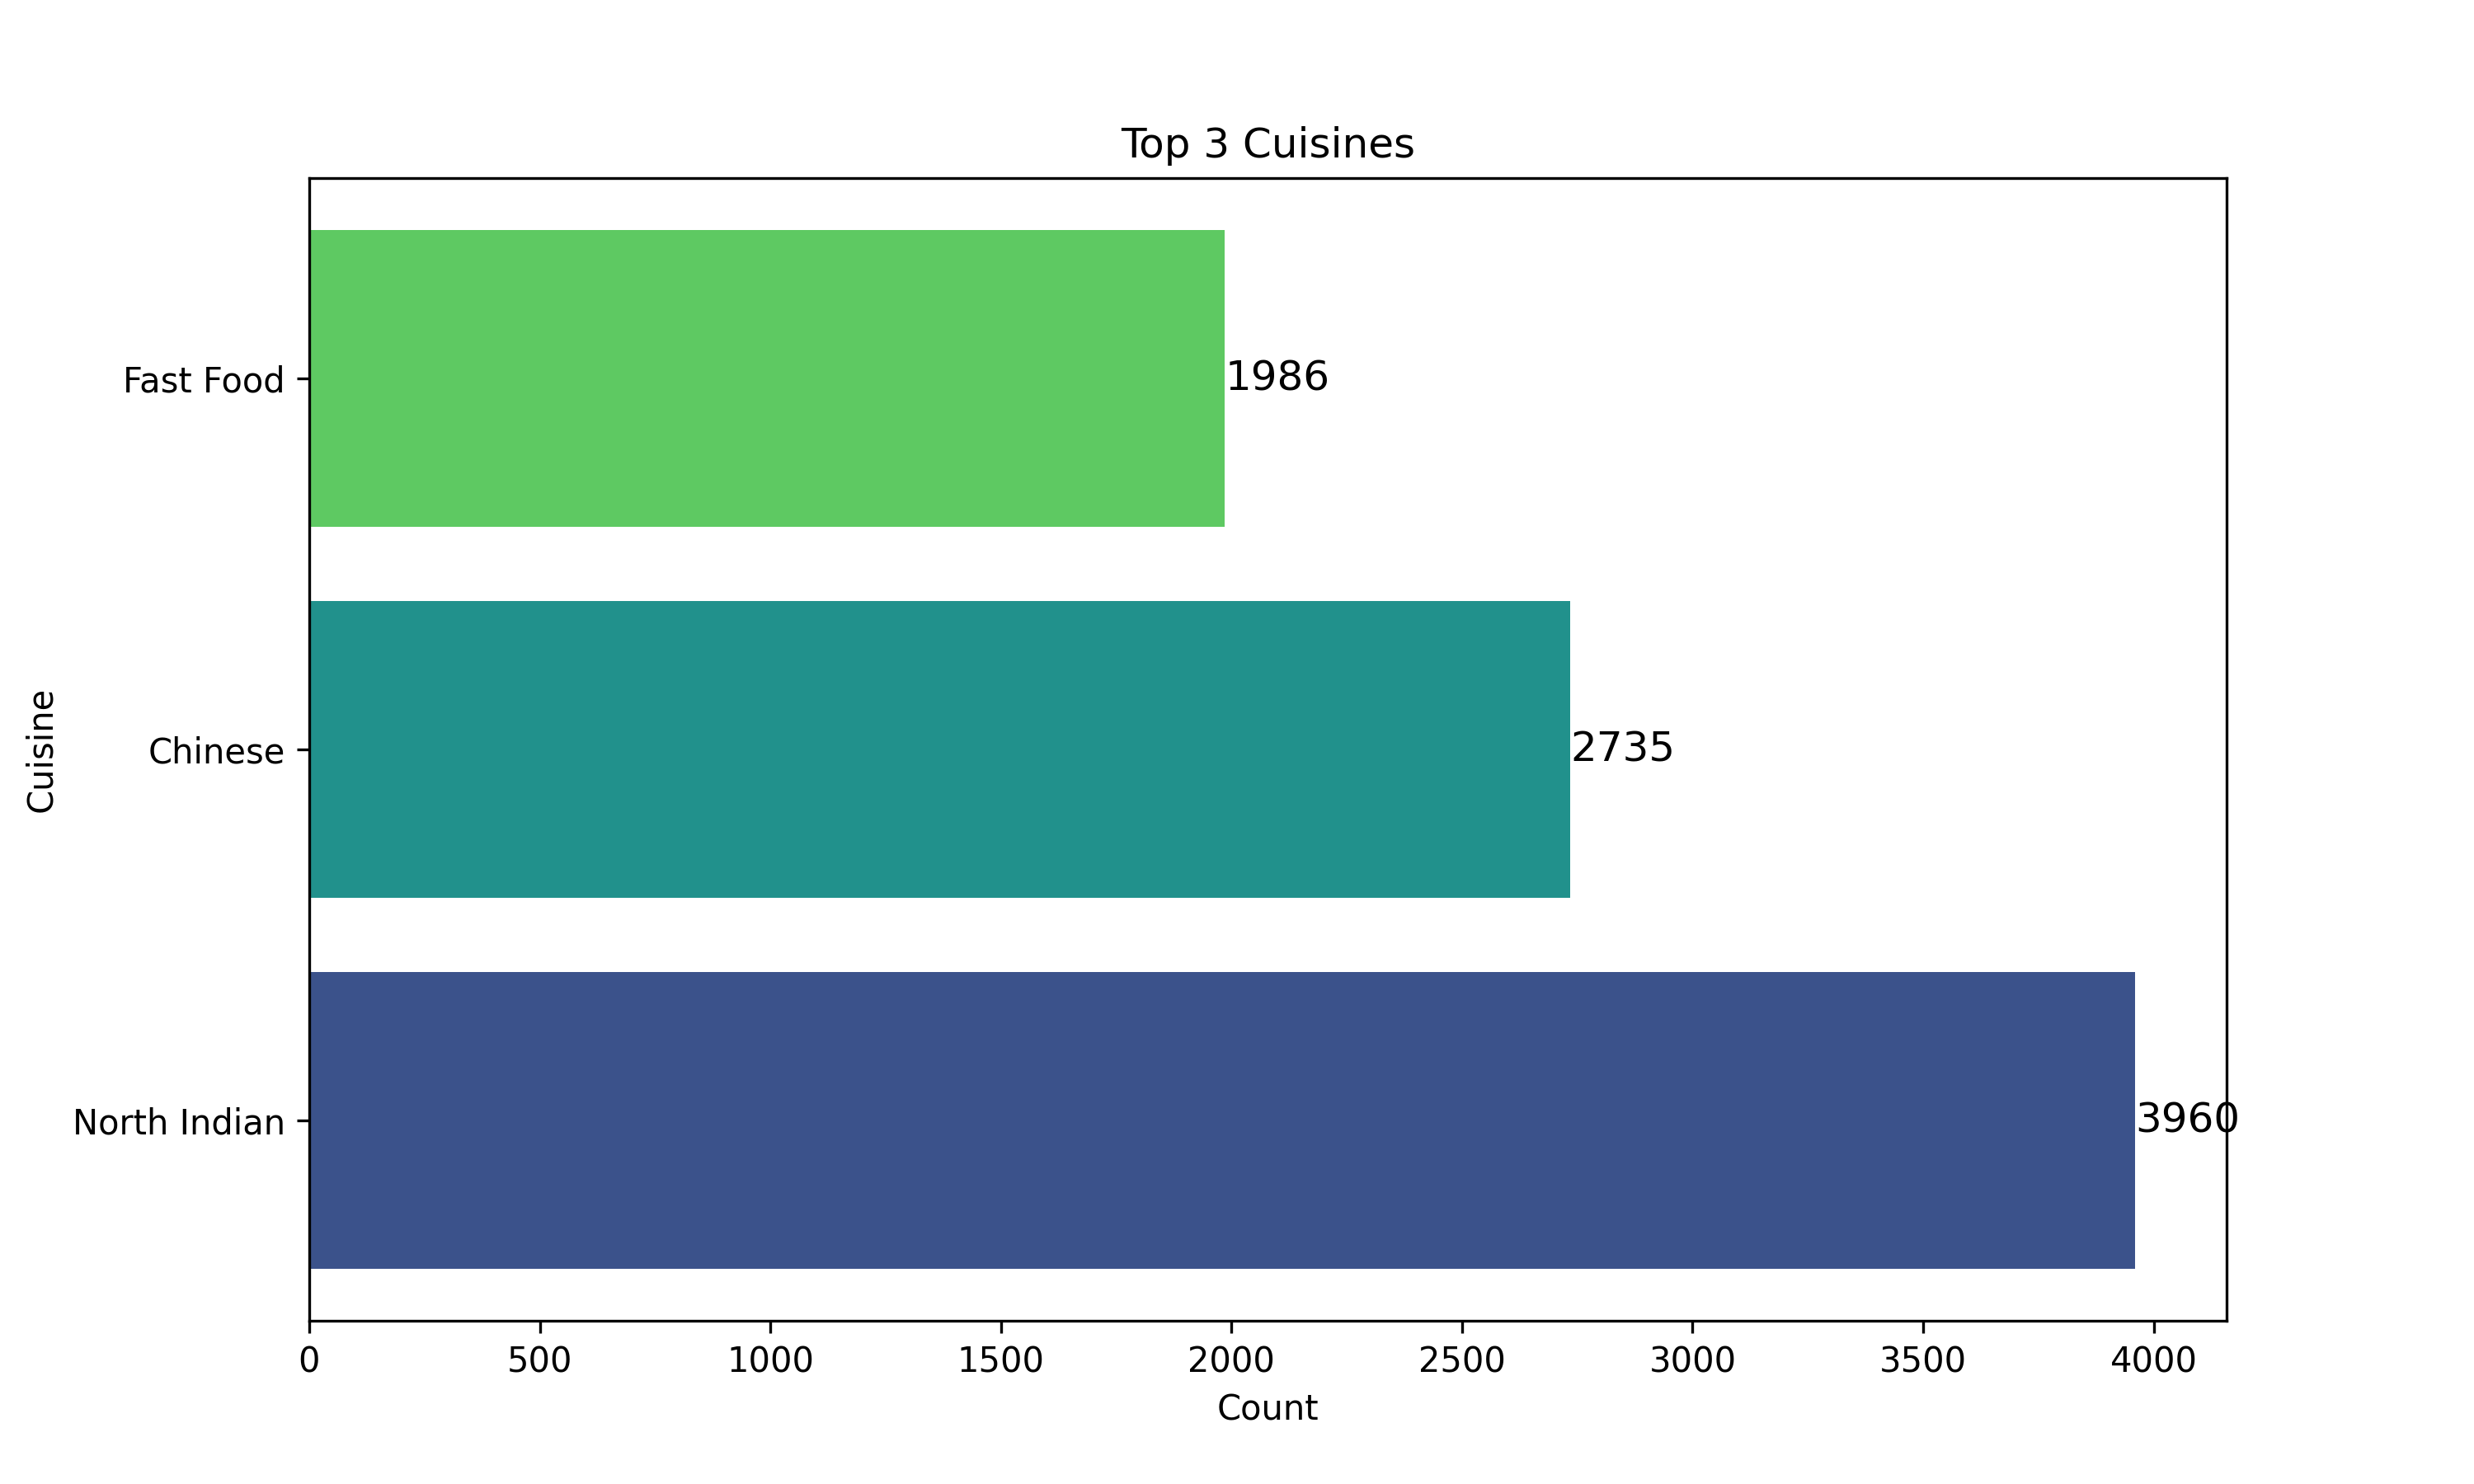 Top 3 Cuisines
Fast Food
1986
Chinese
2735
North Indian
3960
Cuisine
0 500 1000 1500 2000 2500 3000 3500 4000
Count